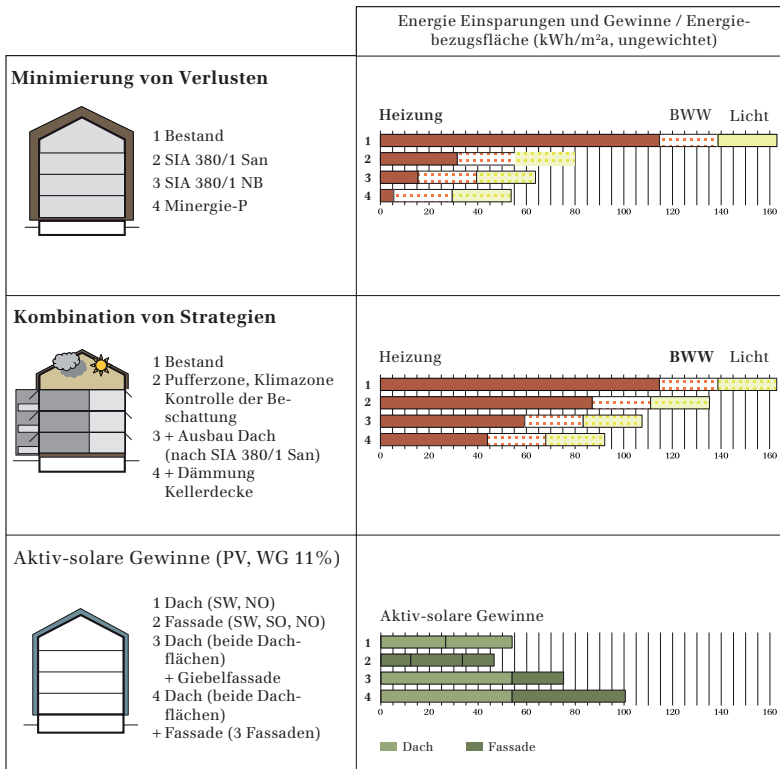 Energie Einsparungen und Gewinne / Energie-
bezugsfläche (kWh/m²a, ungewichtet)
Minimierung von Verlusten
1 Bestand
2 SIA 380/1 San
3 SIA 380/1 NB
4 Minergie-P
Heizung BWW Licht
1
2
3
4
0 20 40 60 80 100 120 140 160
Kombination von Strategien
1 Bestand
2 Pufferzone, Klimazone
Kontrolle der Be-
schattung
3 + Ausbau Dach
(nach SIA 380/1 San)
4 + Dämmung
Kellerdecke
Heizung BWW Licht
1
2
3
4
0 20 40 60 80 100 120 140 160
Aktiv-solare Gewinne (PV, WG 11%)
1 Dach (SW, NO)
2 Fassade (SW, SO, NO)
3 Dach (beide Dach-
flächen)
+ Giebelfassade
4 Dach (beide Dach-
flächen)
+ Fassade (3 Fassaden)
Aktiv-solare Gewinne
1
2
3
4
0 20 40 60 80 100 120 140 160
Dach Fassade